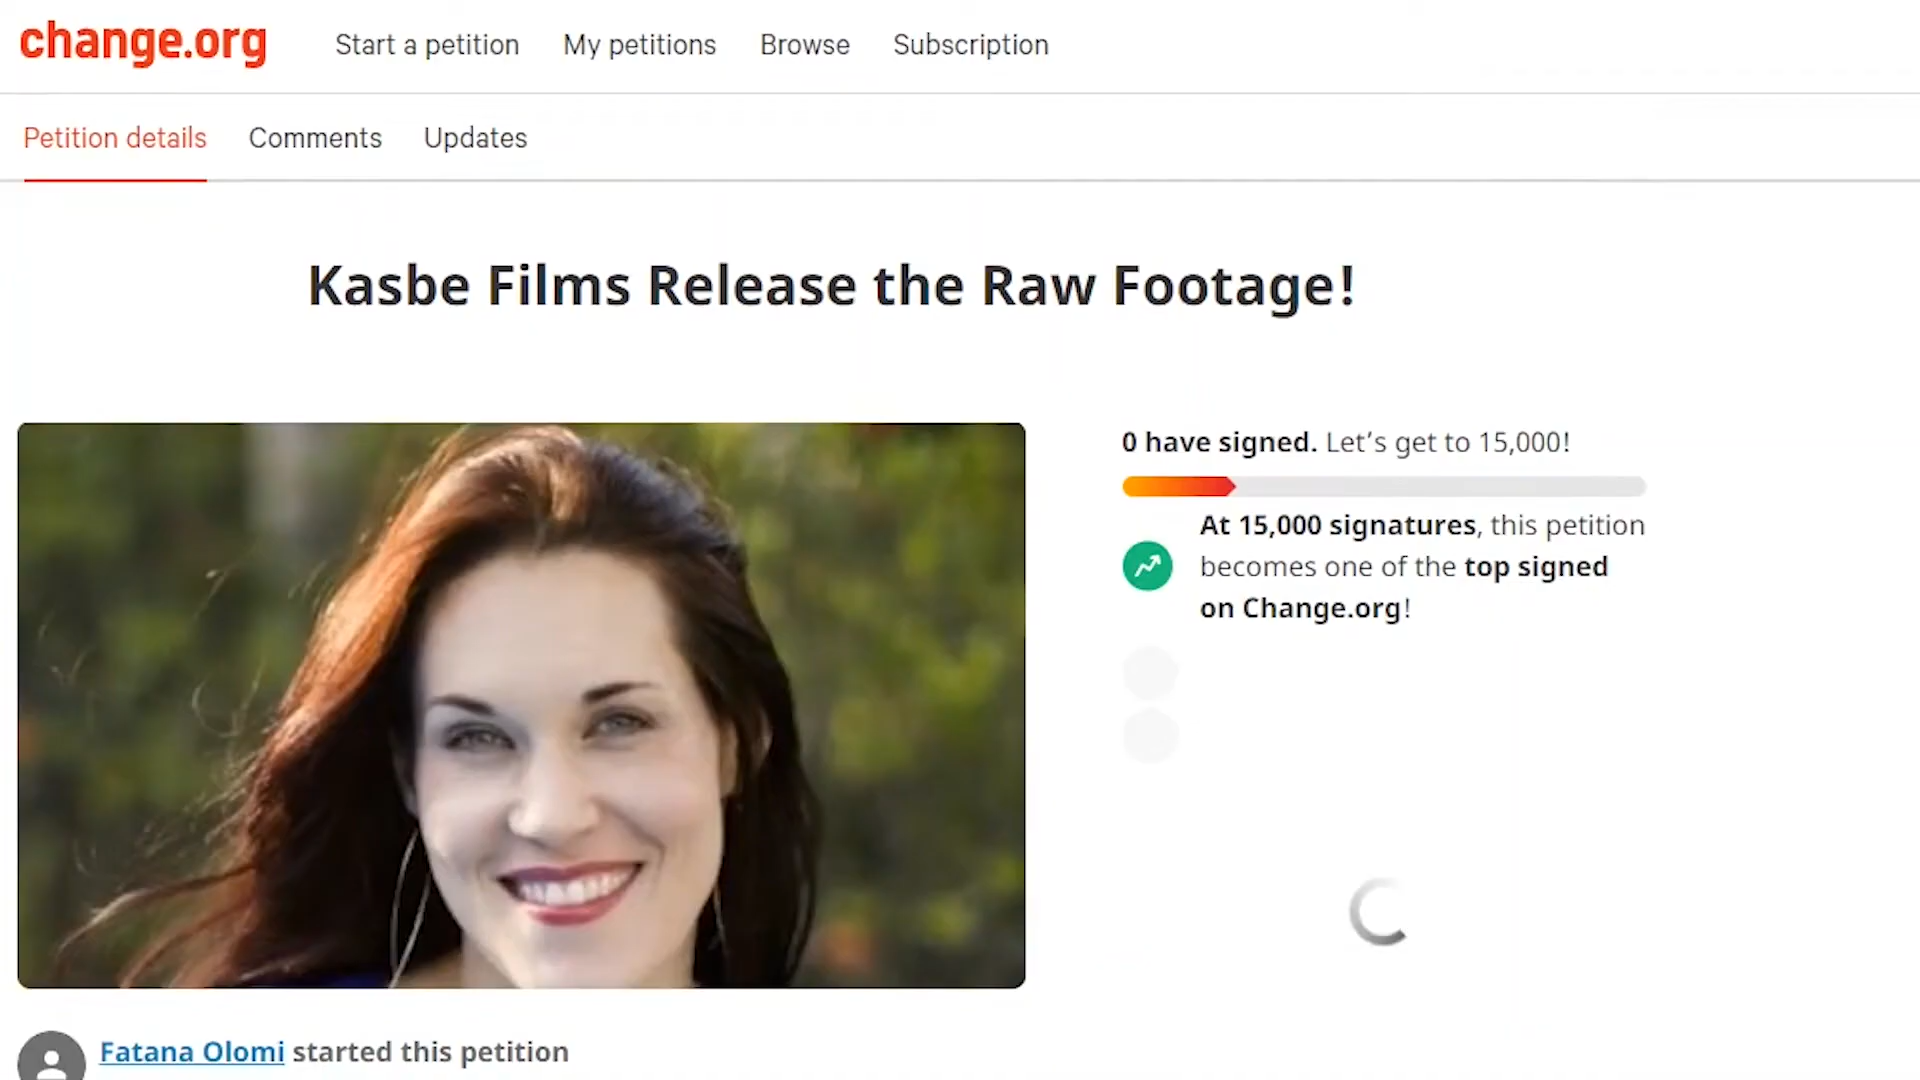 change.org
Start a petition
My petitions
Browse
Subscription
Petition details
Comments
Updates
Kasbe Films Release the Raw Footage!
0 have signed. Let’s get to 15,000!
At 15,000 signatures, this petition
becomes one of the top signed
on Change.org!
Fatana Olomi started this petition